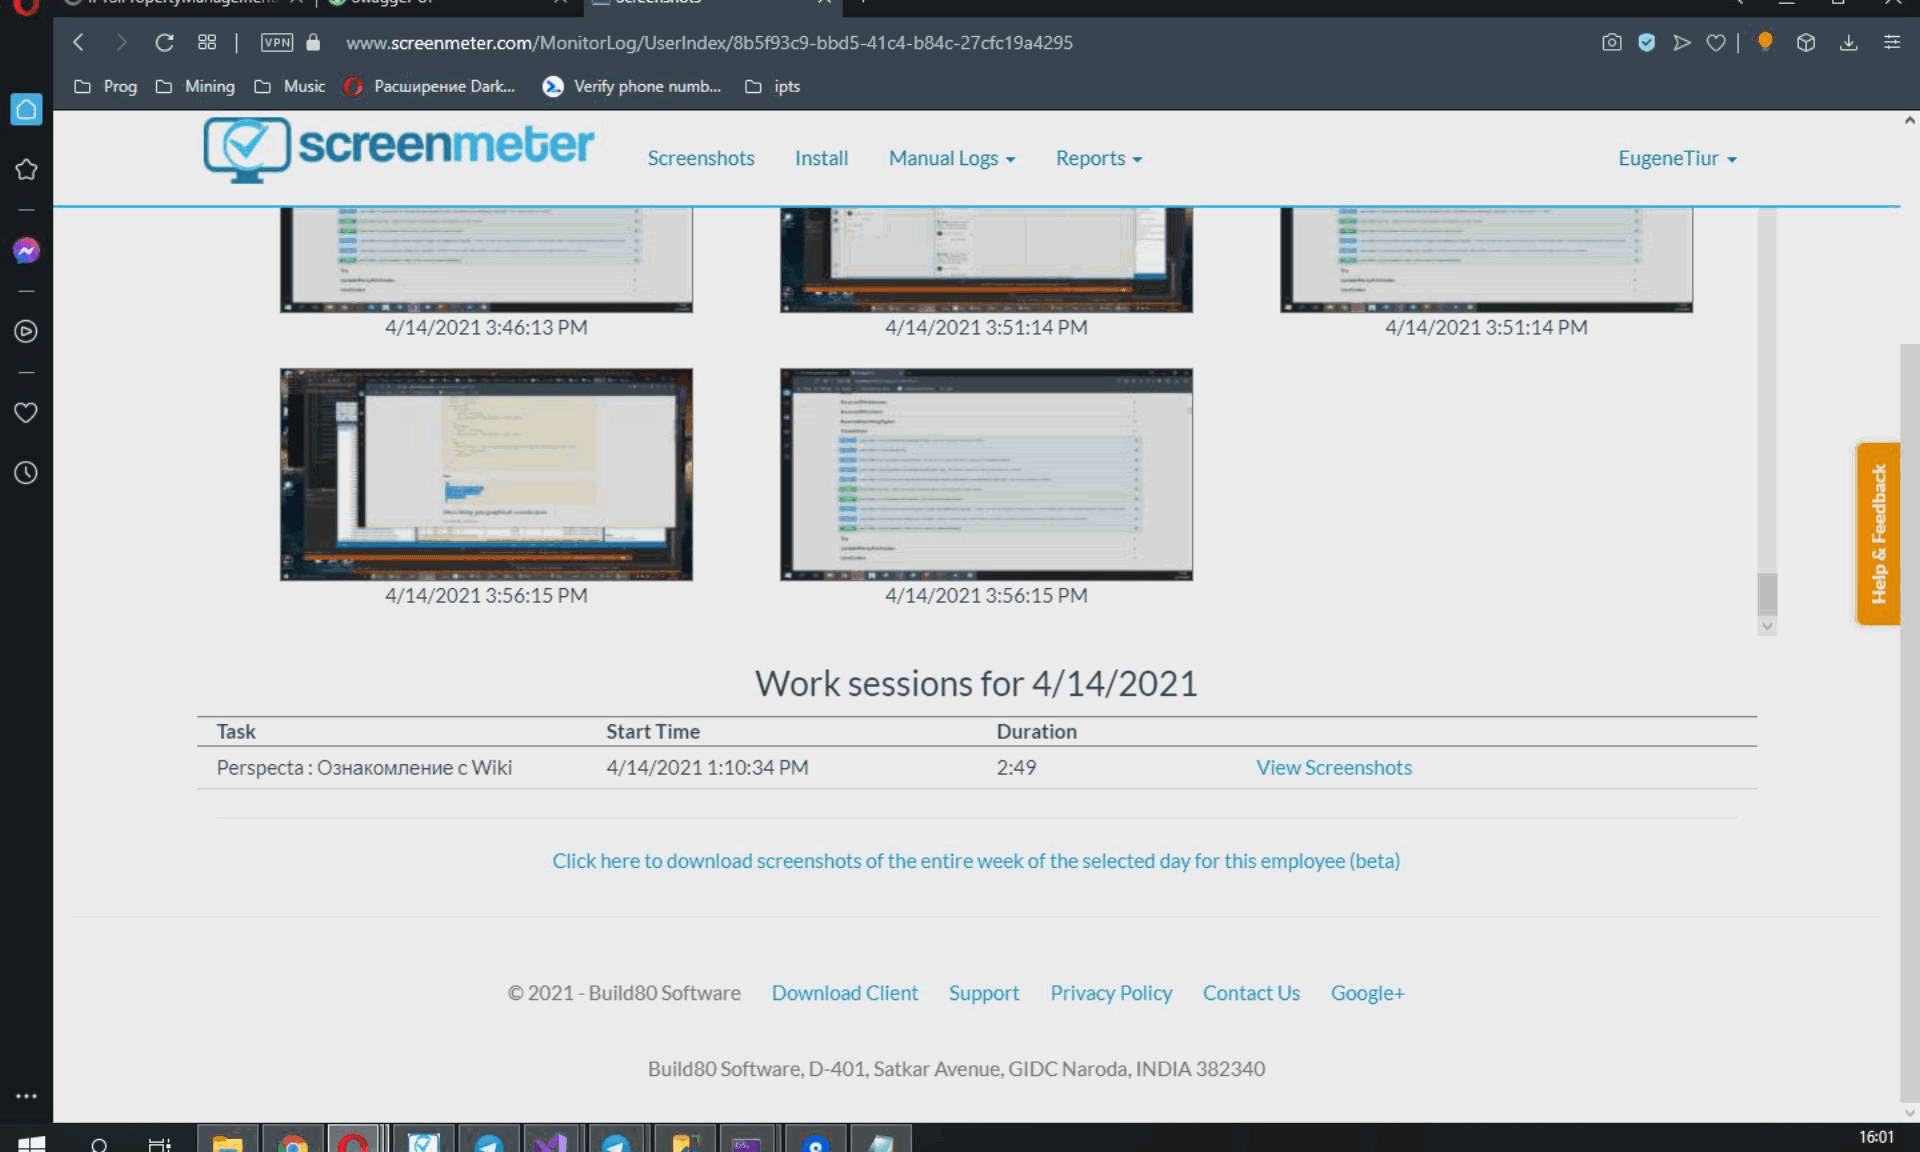 www.screenmeter.com/MonitorLog/UserIndex/8b5f93c9-bbd5-41c4-b84c-27cfc19a4295
VPN
Prog Mining Music Расширение Dark... Verify phone numb... ipts
screenmeter Screenshots Install Manual Logs Reports EugeneTiur
4/14/2021 3:46:13 PM 4/14/2021 3:51:14 PM 4/14/2021 3:51:14 PM
4/14/2021 3:56:15 PM 4/14/2021 3:56:15 PM
Help & Feedback
Work sessions for 4/14/2021
Task Start Time Duration
Perspecta : Ознакомление с Wiki 4/14/2021 1:10:34 PM 2:49 View Screenshots
Click here to download screenshots of the entire week of the selected day for this employee (beta)
© 2021 - Build80 Software Download Client Support Privacy Policy Contact Us Google+
Build80 Software, D-401, Satkar Avenue, GIDC Naroda, INDIA 382340
16:01